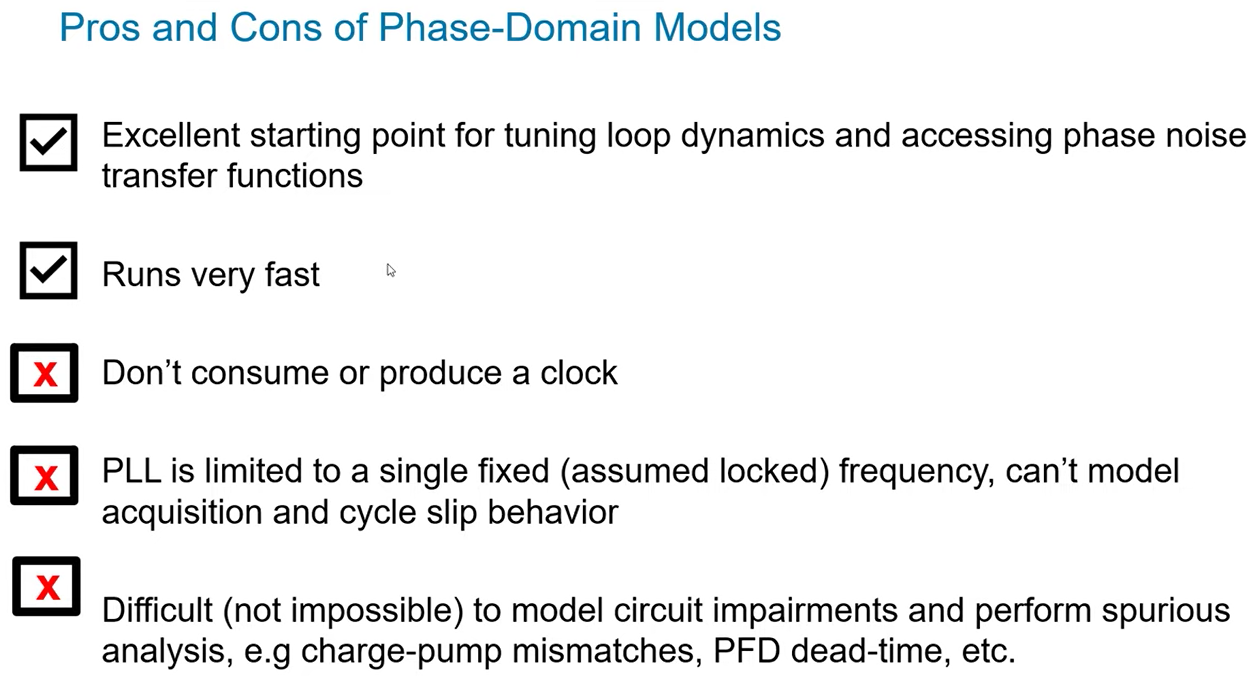 Pros and Cons of Phase-Domain Models
Excellent starting point for tuning loop dynamics and accessing phase noise
transfer functions
Runs very fast
X Don’t consume or produce a clock
X PLL is limited to a single fixed (assumed locked) frequency, can’t model
acquisition and cycle slip behavior
X Difficult (not impossible) to model circuit impairments and perform spurious
analysis, e.g charge-pump mismatches, PFD dead-time, etc.